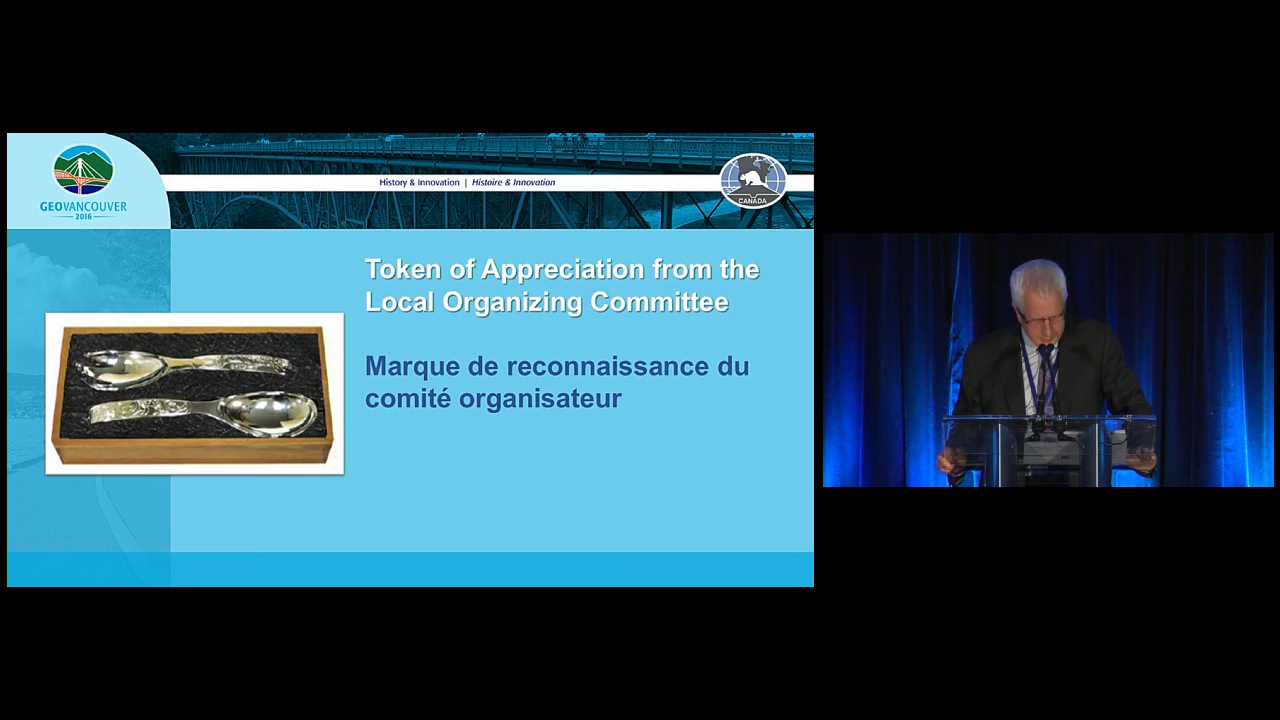 GEOVANCOUVER
2016
History & Innovation | Histoire & Innovation
CANADA
Token of Appreciation from the
Local Organizing Committee
Marque de reconnaissance du
comité organisateur